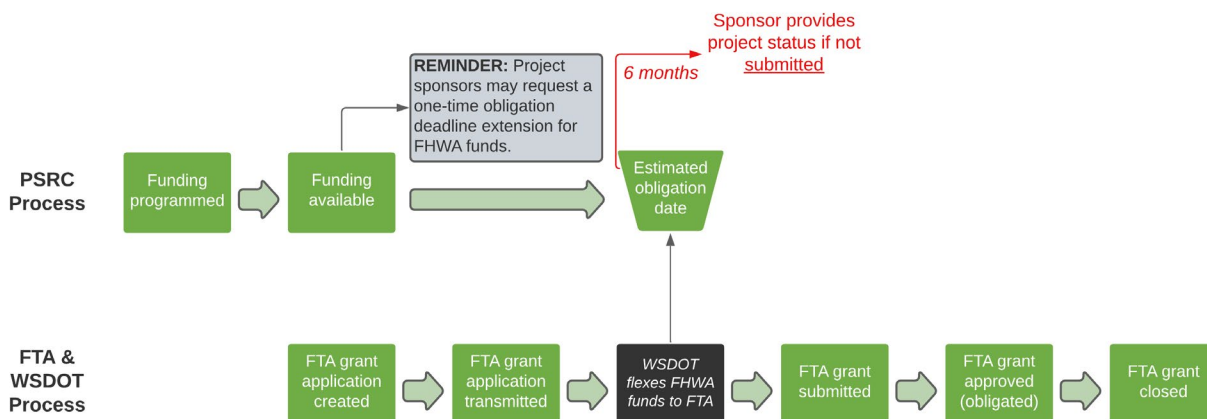 Sponsor provides
project status if not
submitted
6 months
REMINDER: Project
sponsors may request a
one-time obligation
deadline extension for
FHWA funds.
PSRC
Process
Funding
programmed
Funding
available
Estimated
obligation
date
FTA &
WSDOT
Process
FTA grant
application
created
FTA grant
application
transmitted
WSDOT
flexes FHWA
funds to FTA
FTA grant
submitted
FTA grant
approved
(obligated)
FTA grant
closed